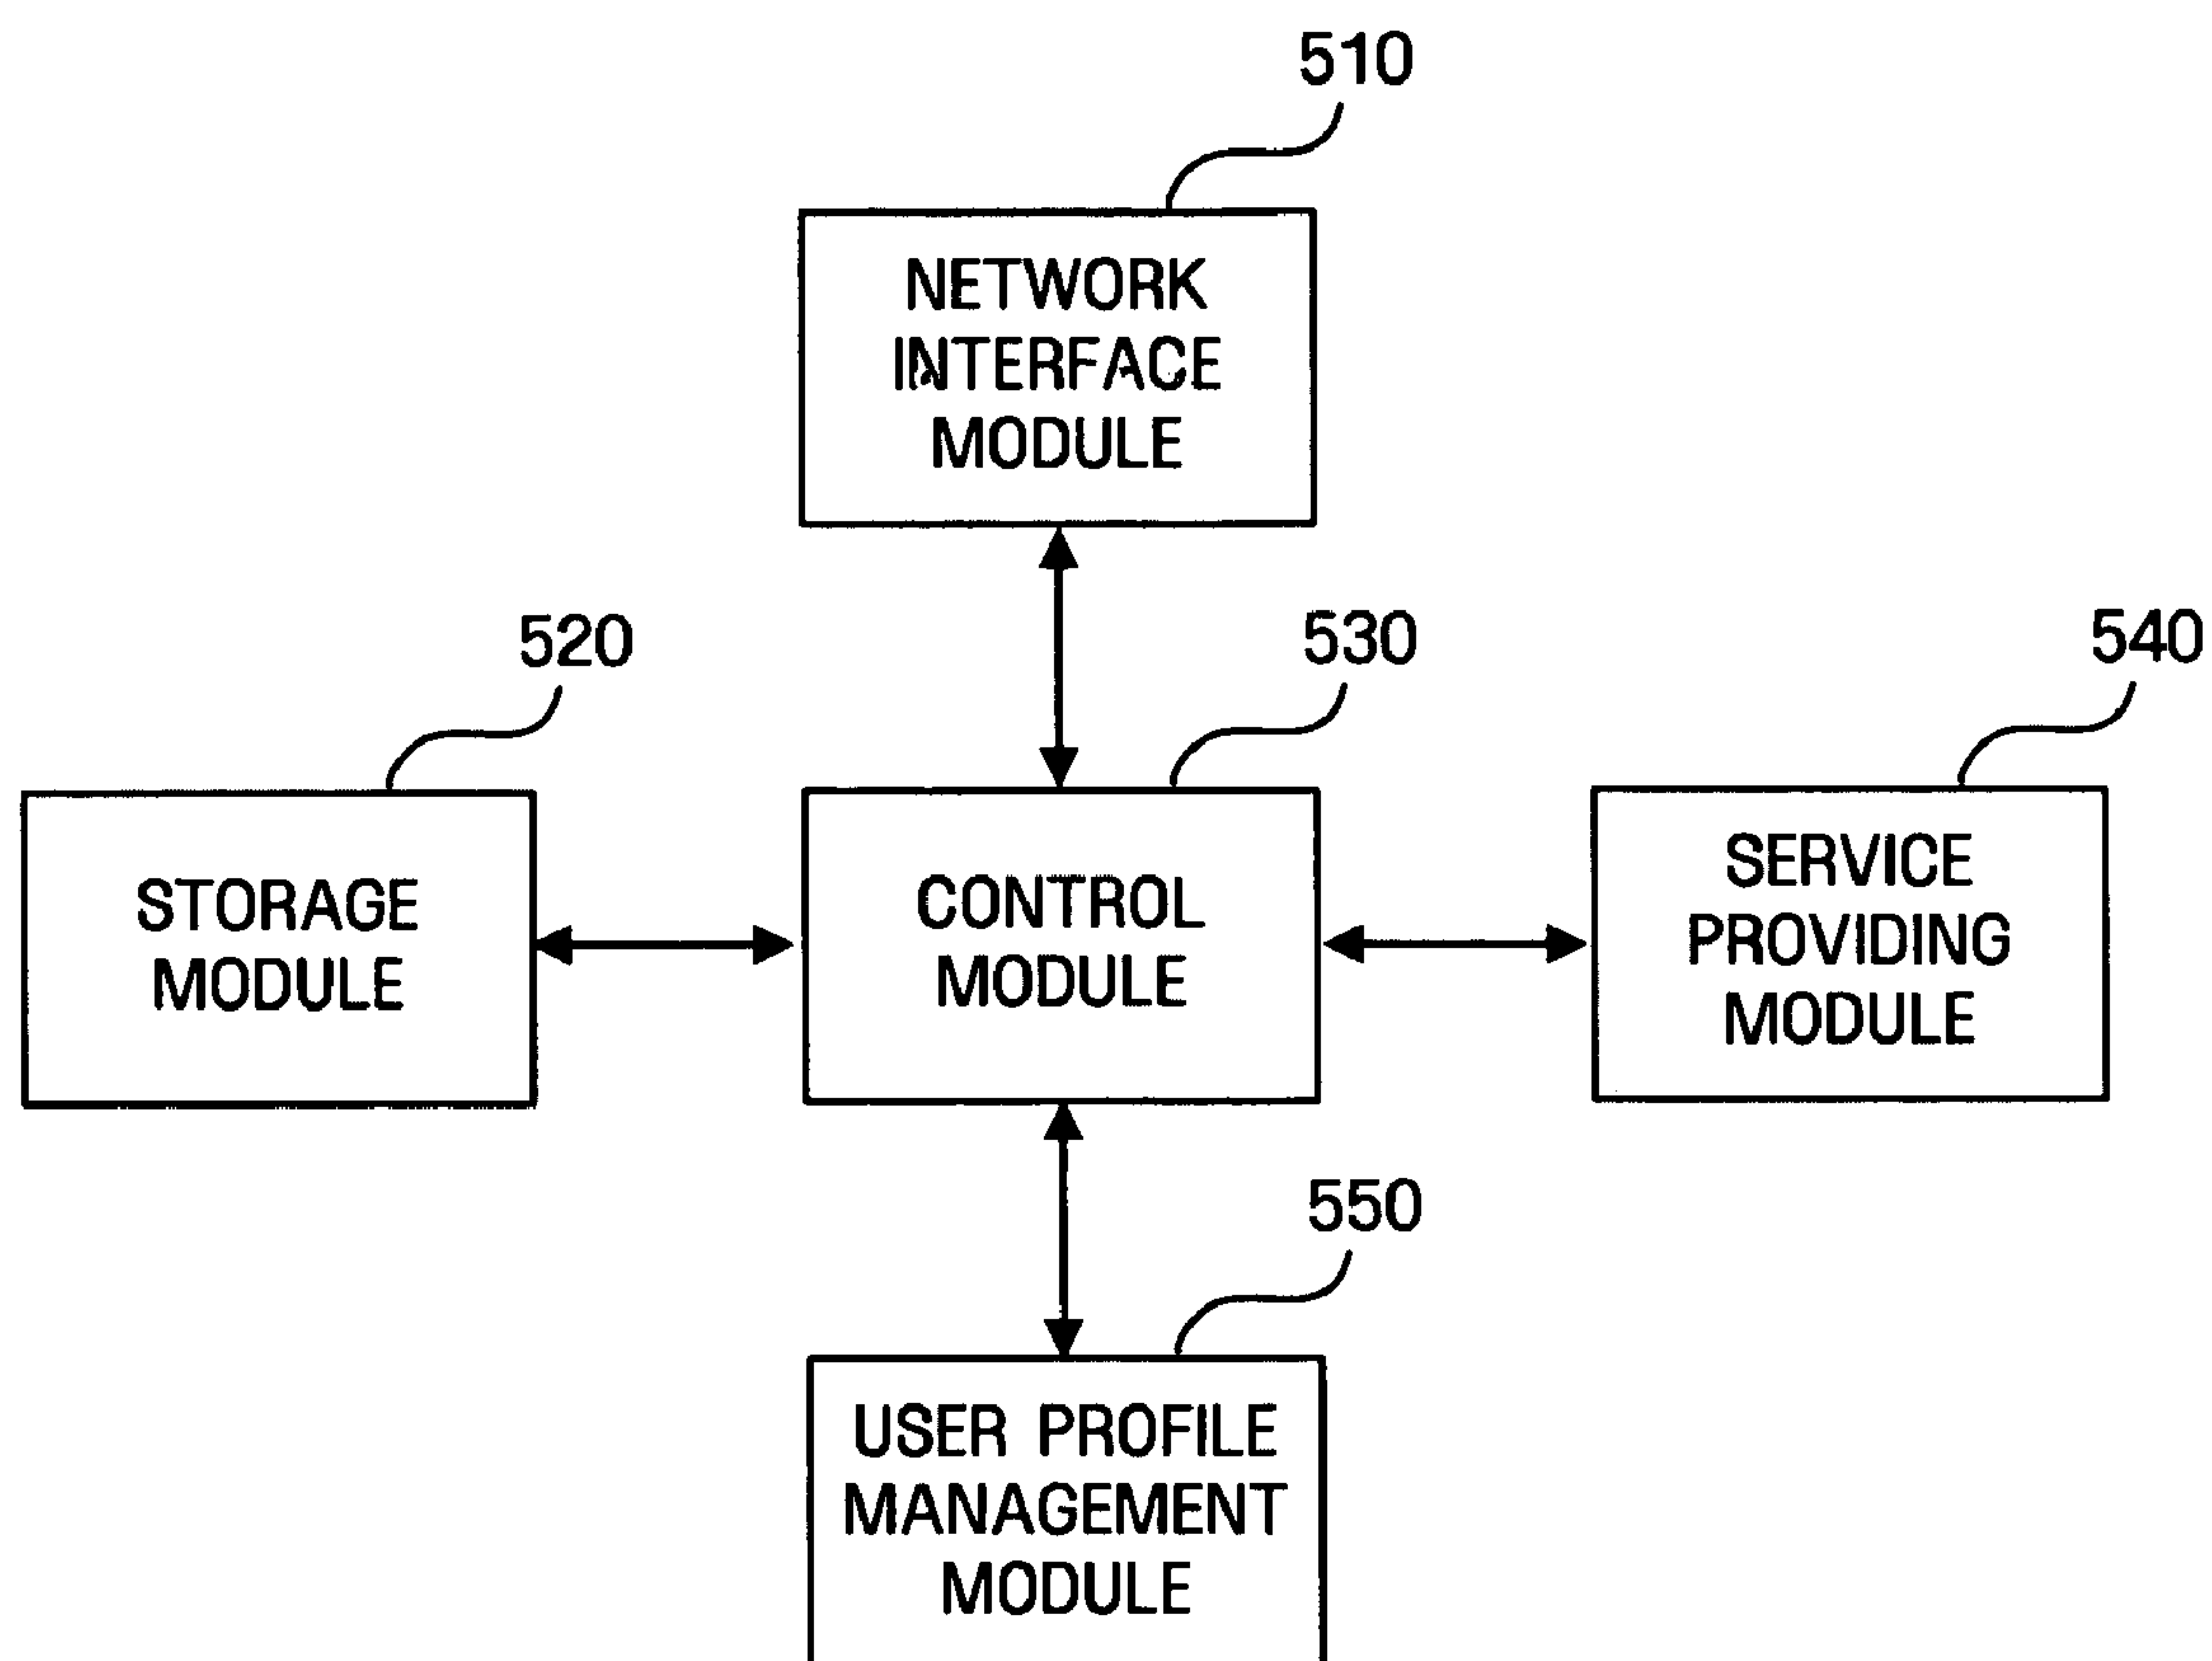 510
NETWORK
INTERFACE
MODULE
520
530
540
STORAGE
MODULE
CONTROL
MODULE
SERVICE
PROVIDING
MODULE
550
USER PROFILE
MANAGEMENT
MODULE